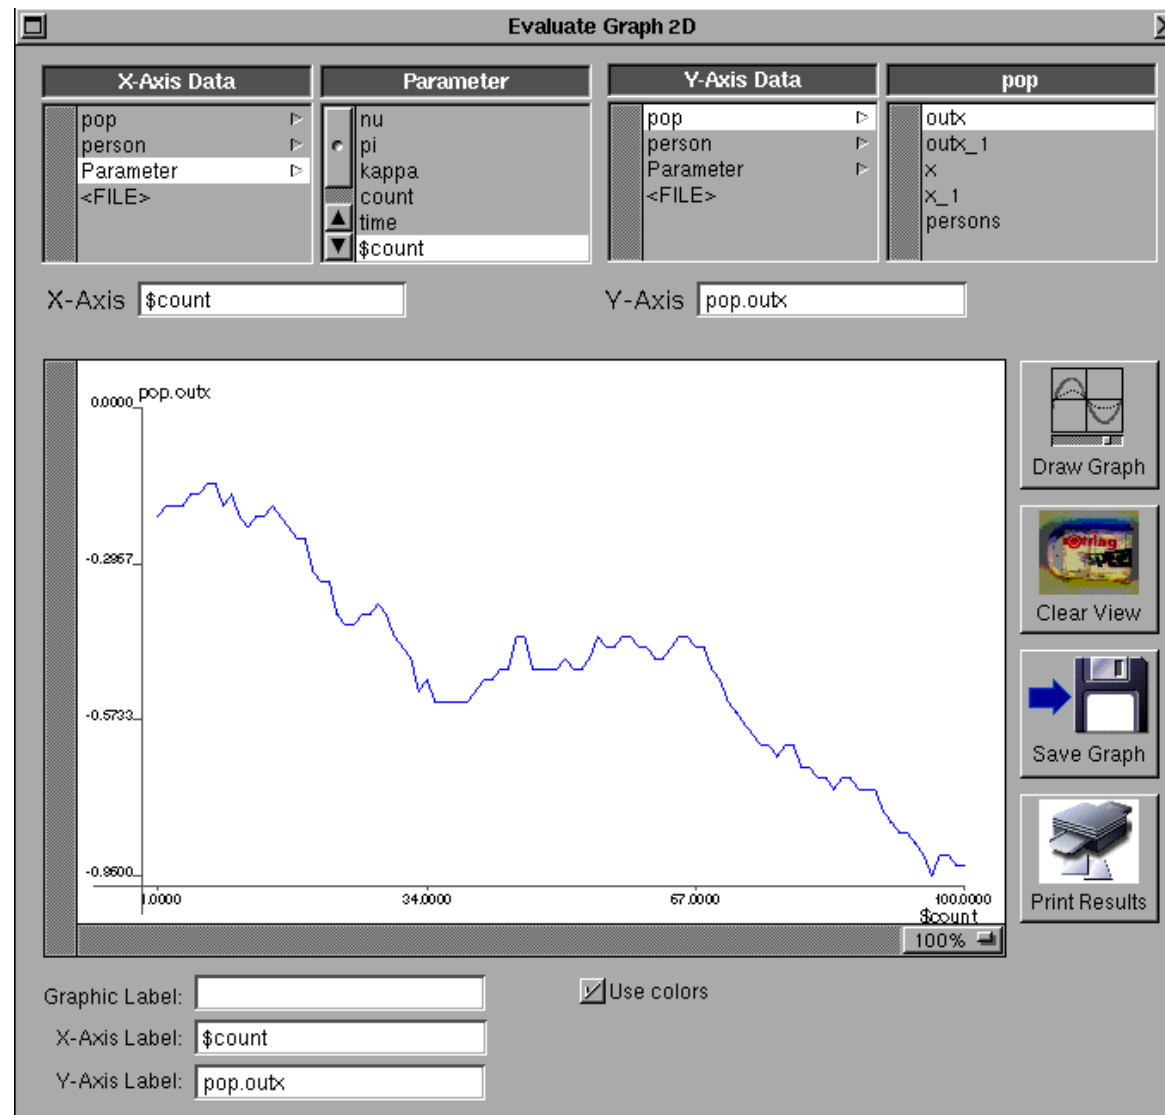 Evaluate Graph 2D
X-Axis Data
Parameter
Y-Axis Data
pop
pop
person
Parameter
<FILE>
nu
pi
kappa
count
time
$count
pop
person
Parameter
<FILE>
outx
outx_1
x
x_1
persons
X-Axis $count
Y-Axis pop.outx
pop.outx
0.0000
-0.2967
-0.5733
-0.8600
1.0000 34.0000 67.0000 100.0000
$count
100%
Draw Graph
rotring
Clear View
Save Graph
Print Results
Graphic Label:
Use colors
X-Axis Label: $count
Y-Axis Label: pop.outx